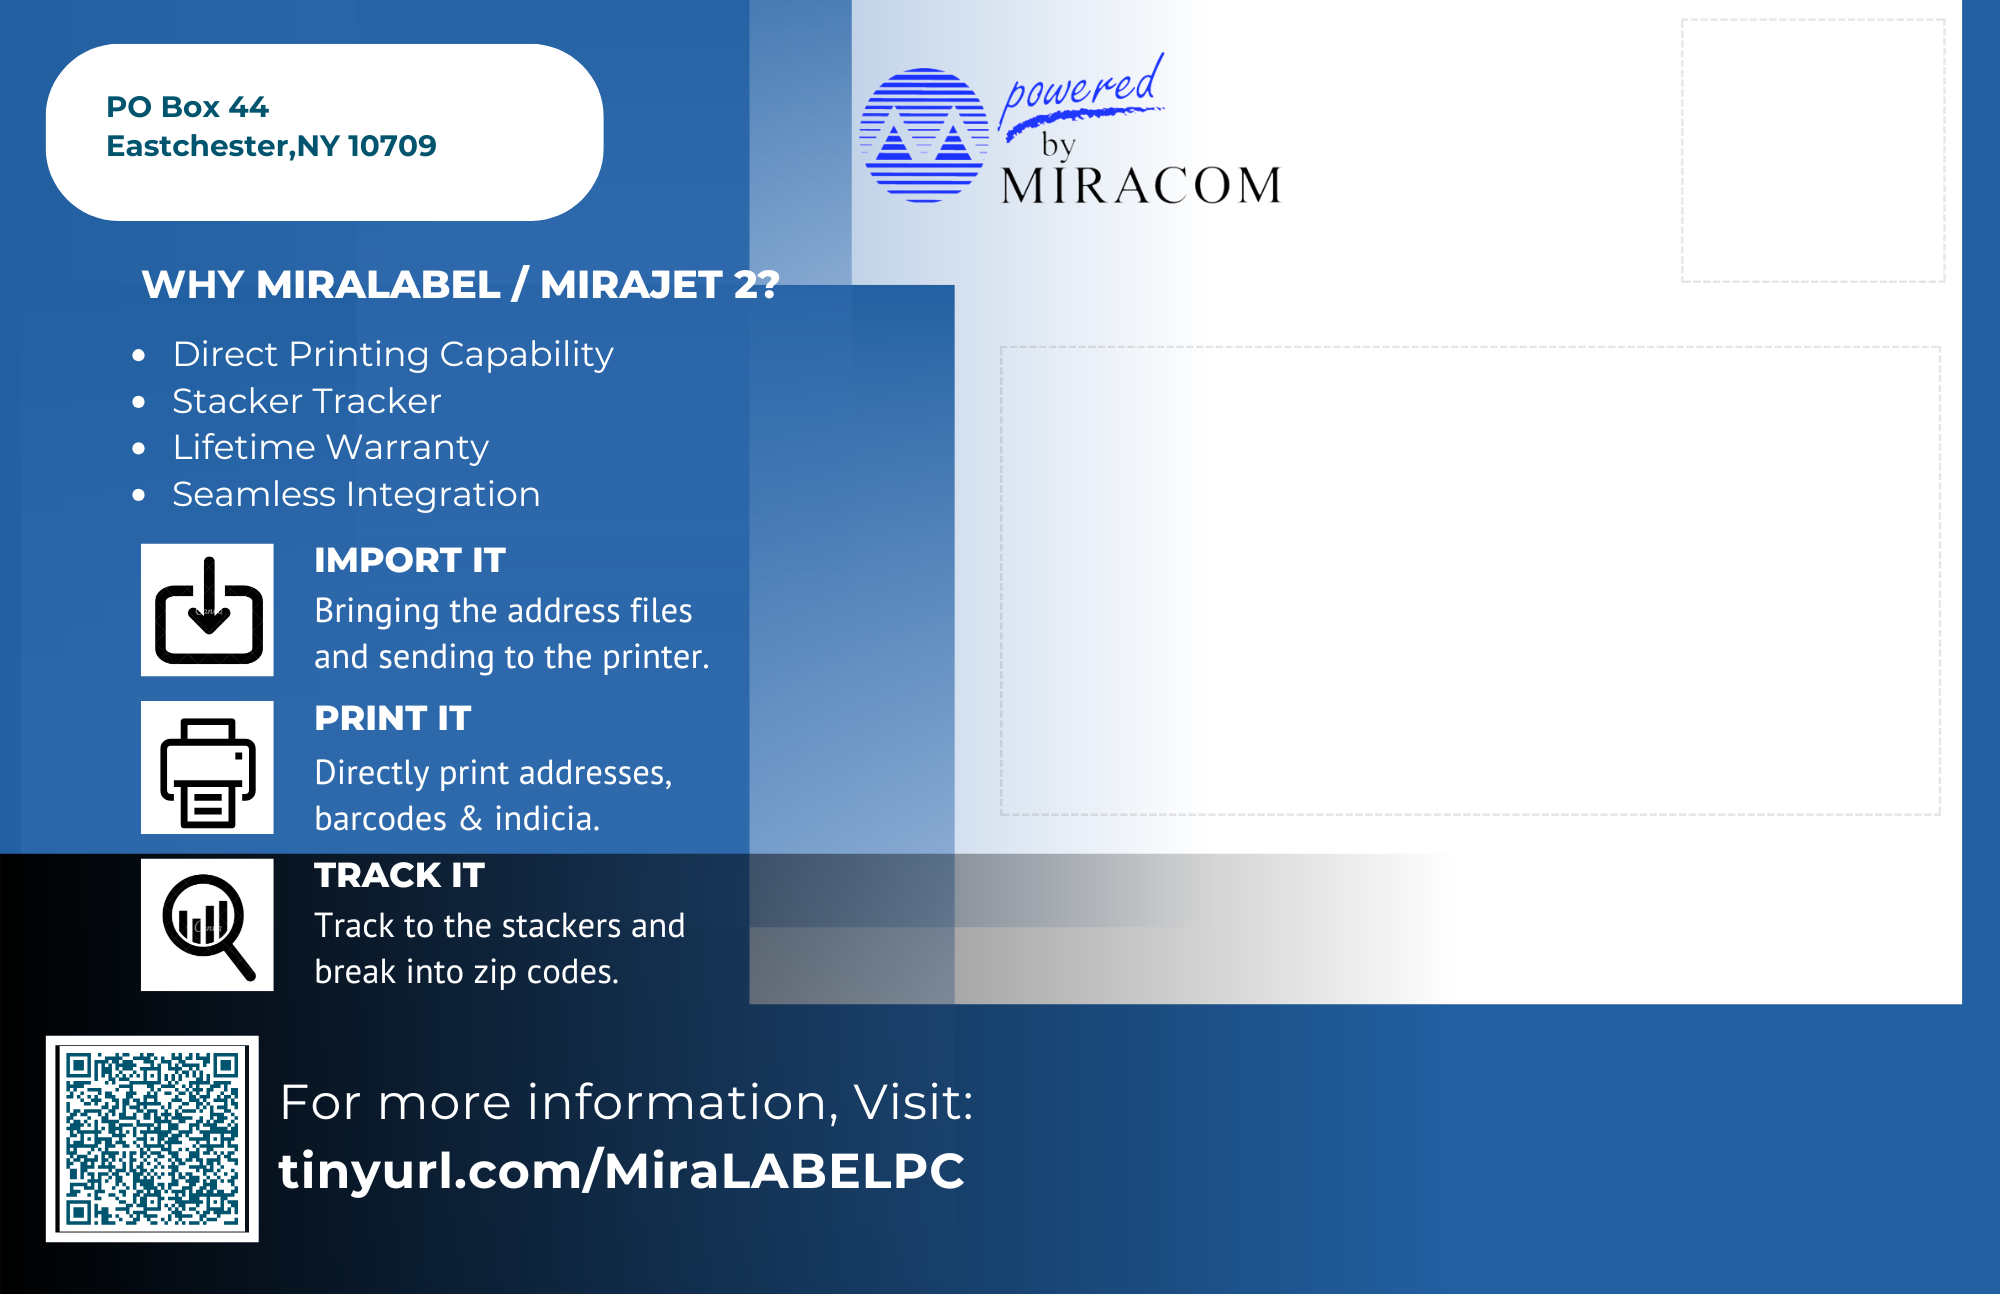 PO Box 44
Eastchester,NY 10709
powered
by
MIRACOM
WHY MIRALABEL / MIRAJET 2?
• Direct Printing Capability
• Stacker Tracker
• Lifetime Warranty
• Seamless Integration
IMPORT IT
Bringing the address files
and sending to the printer.
PRINT IT
Directly print addresses,
barcodes & indicia.
TRACK IT
Track to the stackers and
break into zip codes.
For more information, Visit:
tinyurl.com/MiraLABELPC